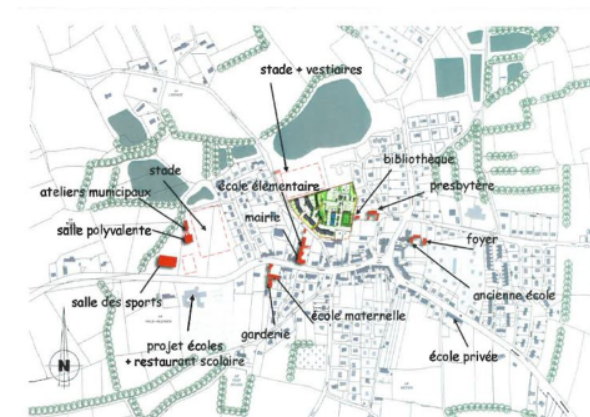 stade + vestiaires
bibliothèque
stade
école élémentaire
presbytère
ateliers municipaux
mairie
salle polyvalente
foyer
salle des sports
ancienne école
école maternelle
garderie
projet écoles
+ restaurant scolaire
école privée
N